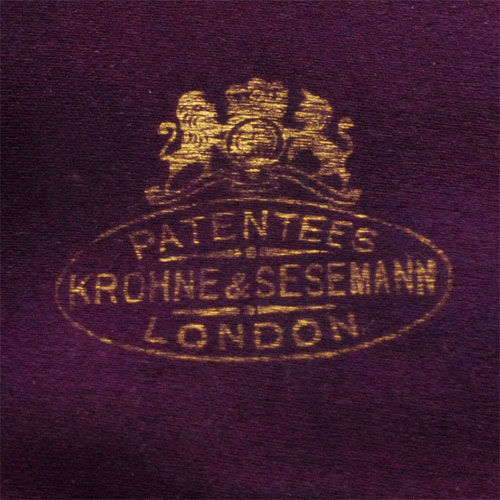 PATENTEES
KROHNE & SESEMANN
LONDON